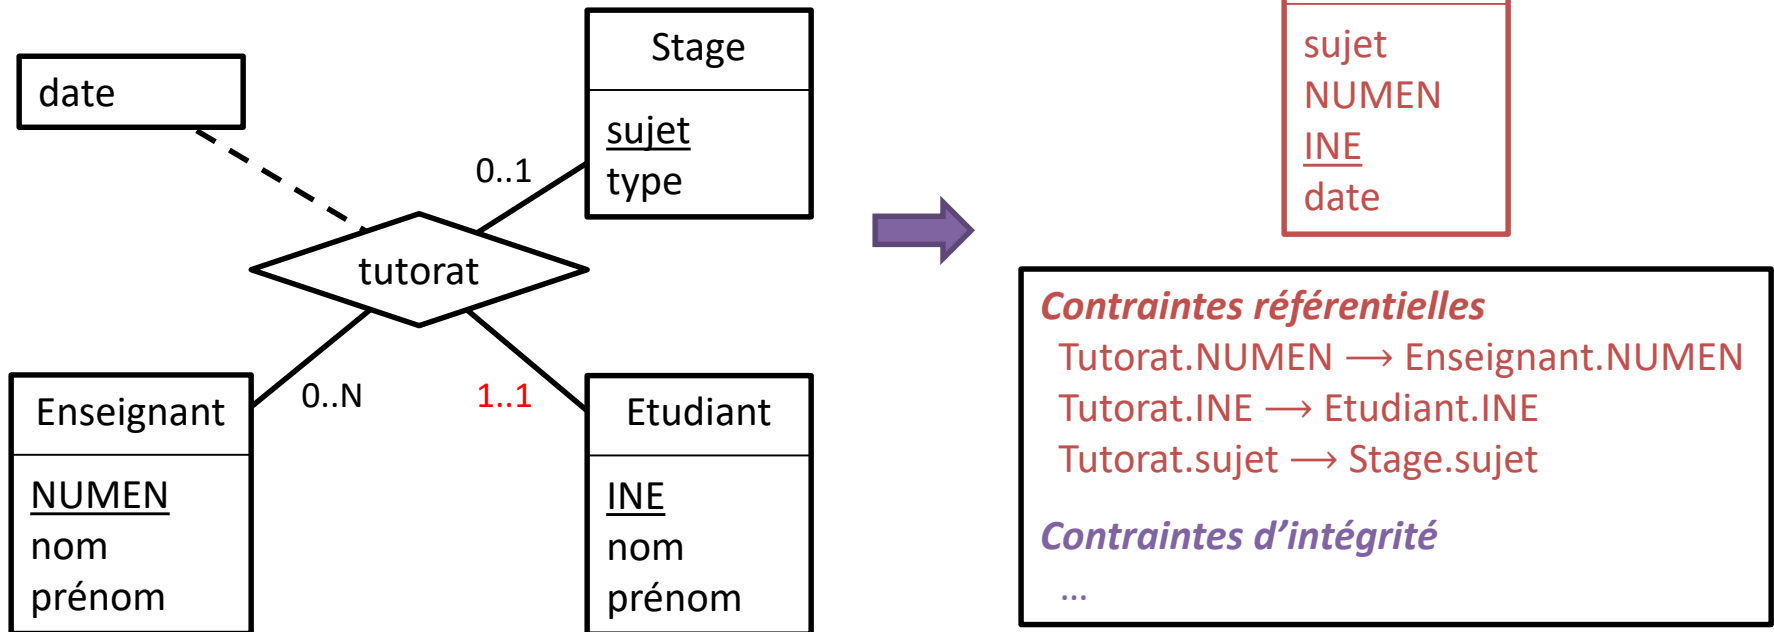 date
Stage
sujet
type
0..1
tutorat
0..N
1..1
Enseignant
NUMEN
nom
prénom
Etudiant
INE
nom
prénom
sujet
NUMEN
INE
date
Contraintes référentielles
Tutorat.NUMEN → Enseignant.NUMEN
Tutorat.INE → Etudiant.INE
Tutorat.sujet → Stage.sujet
Contraintes d’intégrité
...